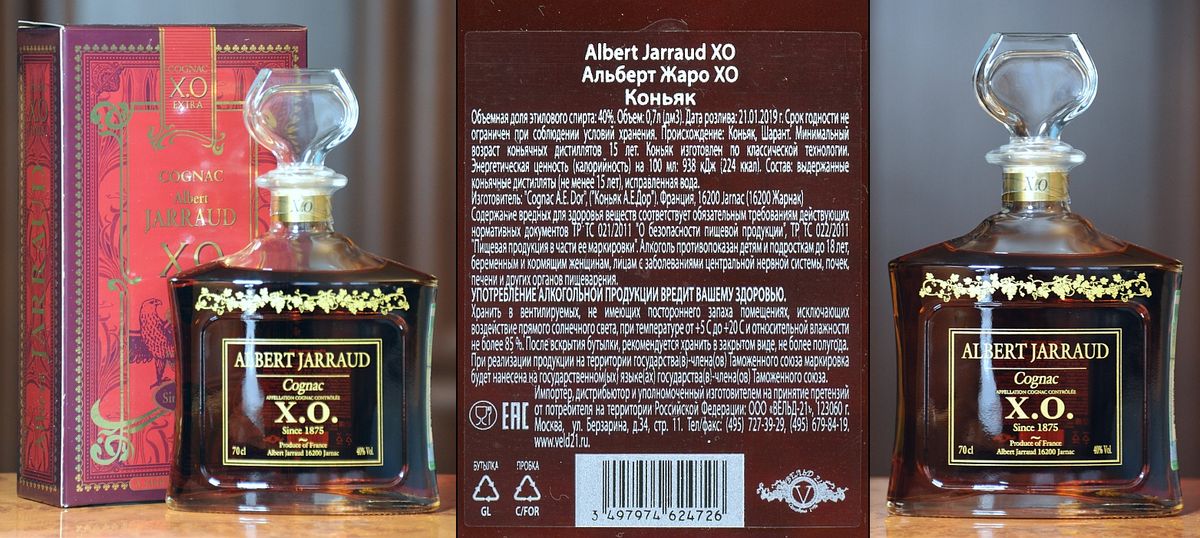 COGNAC
X.O
EXTRA
COGNAC
Albert
JARRAUD
X.O
JARRAUD
X.O
ALBERT JARRAUD
Cognac
APPELLATION COGNAC CONTRÔLÉE
X.O.
Since 1875
Produce of France
70 cl Albert Jarraud 16200 Jarnac 40% Vol.
Albert Jarraud XO
Альберт Жаро ХО
Коньяк
Объемная доля этилового спирта: 40%. Объем: 0,7л (дм3). Дата розлива: 21.01.2019 г. Срок годности не
ограничен при соблюдении условий хранения. Происхождение: Коньяк, Шарант. Минимальный
возраст коньячных дистиллятов 15 лет. Коньяк изготовлен по классической технологии.
Энергетическая ценность (калорийность) на 100 мл: 938 кДж (224 ккал). Состав: выдержанные
коньячные дистилляты (не менее 15 лет), исправленная вода.
Изготовитель: "Cognac A.E. Dor", ("Коньяк А.Е.Дор"). Франция, 16200 Jarnac (16200 Жарнак)
Содержание вредных для здоровья веществ соответствует обязательным требованиям действующих
нормативных документов ТР ТС 021/2011 "О безопасности пищевой продукции", ТР ТС 022/2011
"Пищевая продукция в части ее маркировки". Алкоголь противопоказан детям и подросткам до 18 лет,
беременным и кормящим женщинам, лицам с заболеваниями центральной нервной системы, почек,
печени и других органов пищеварения.
УПОТРЕБЛЕНИЕ АЛКОГОЛЬНОЙ ПРОДУКЦИИ ВРЕДИТ ВАШЕМУ ЗДОРОВЬЮ.
Хранить в вентилируемых, не имеющих постороннего запаха помещениях, исключающих
воздействие прямого солнечного света, при температуре от +5 С до +20 С и относительной влажности
не более 85 %. После вскрытия бутылки, рекомендуется хранить в закрытом виде, не более полугода.
При реализации продукции на территории государства(в)-члена(ов) Таможенного союза маркировка
будет нанесена на государственном(ых) языке(ах) государства(в)-члена(ов) Таможенного союза.
Импортёр, дистрибьютор и уполномоченный изготовителем на принятие претензий
от потребителя на территории Российской Федерации: ООО «ВЕЛЬД-21», 123060 г.
Москва, ул. Берзарина, д.34, стр. 11. Тел/факс: (495) 727-39-29, (495) 679-84-19.
www.veld21.ru.
EAC
БУТЫЛКА ПРОБКА
GL C/FOR
3 497974 624726
ВЕЛЬД 21
V
X.O
ALBERT JARRAUD
Cognac
APPELLATION COGNAC CONTRÔLÉE
X.O.
Since 1875
Produce of France
70 cl Albert Jarraud 16200 Jarnac 40% Vol.